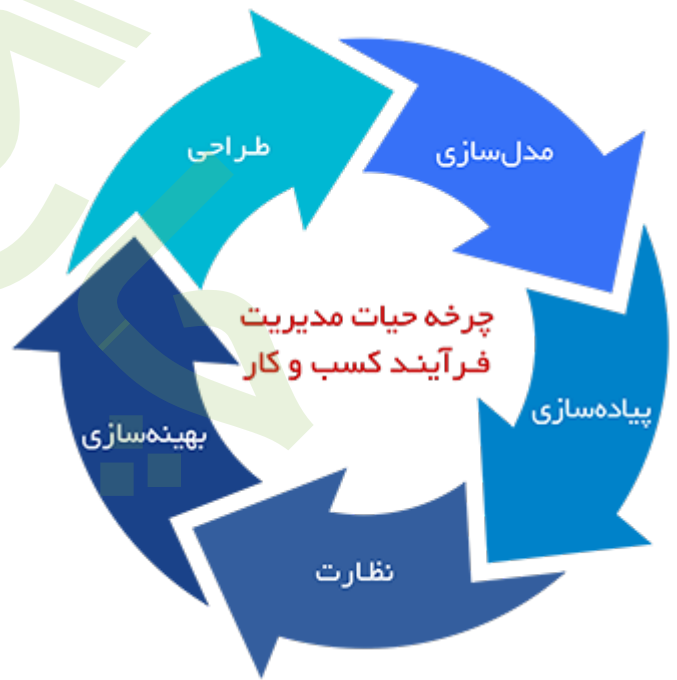 چرخه حیات مدیریت
فرآیند کسب و کار
طراحی
مدل‌سازی
پیاده‌سازی
نظارت
بهینه‌سازی